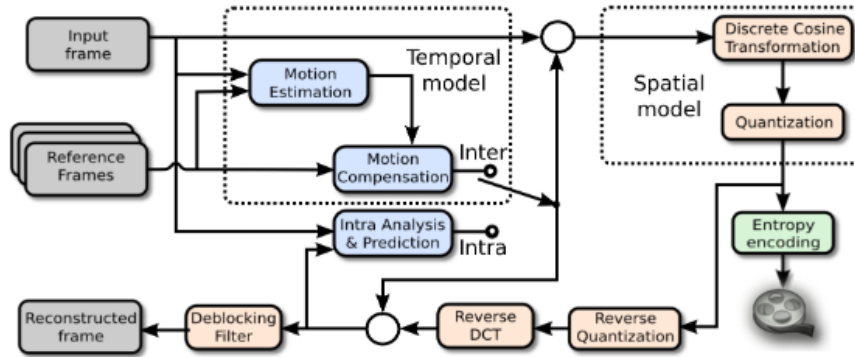 Input
frame
Motion
Estimation
Temporal
model
Discrete Cosine
Transformation
Spatial
model
Quantization
Reference
Frames
Motion
Compensation
Inter
Intra Analysis
& Prediction
Intra
Entropy
encoding
Reconstructed
frame
Deblocking
Filter
Reverse
DCT
Reverse
Quantization